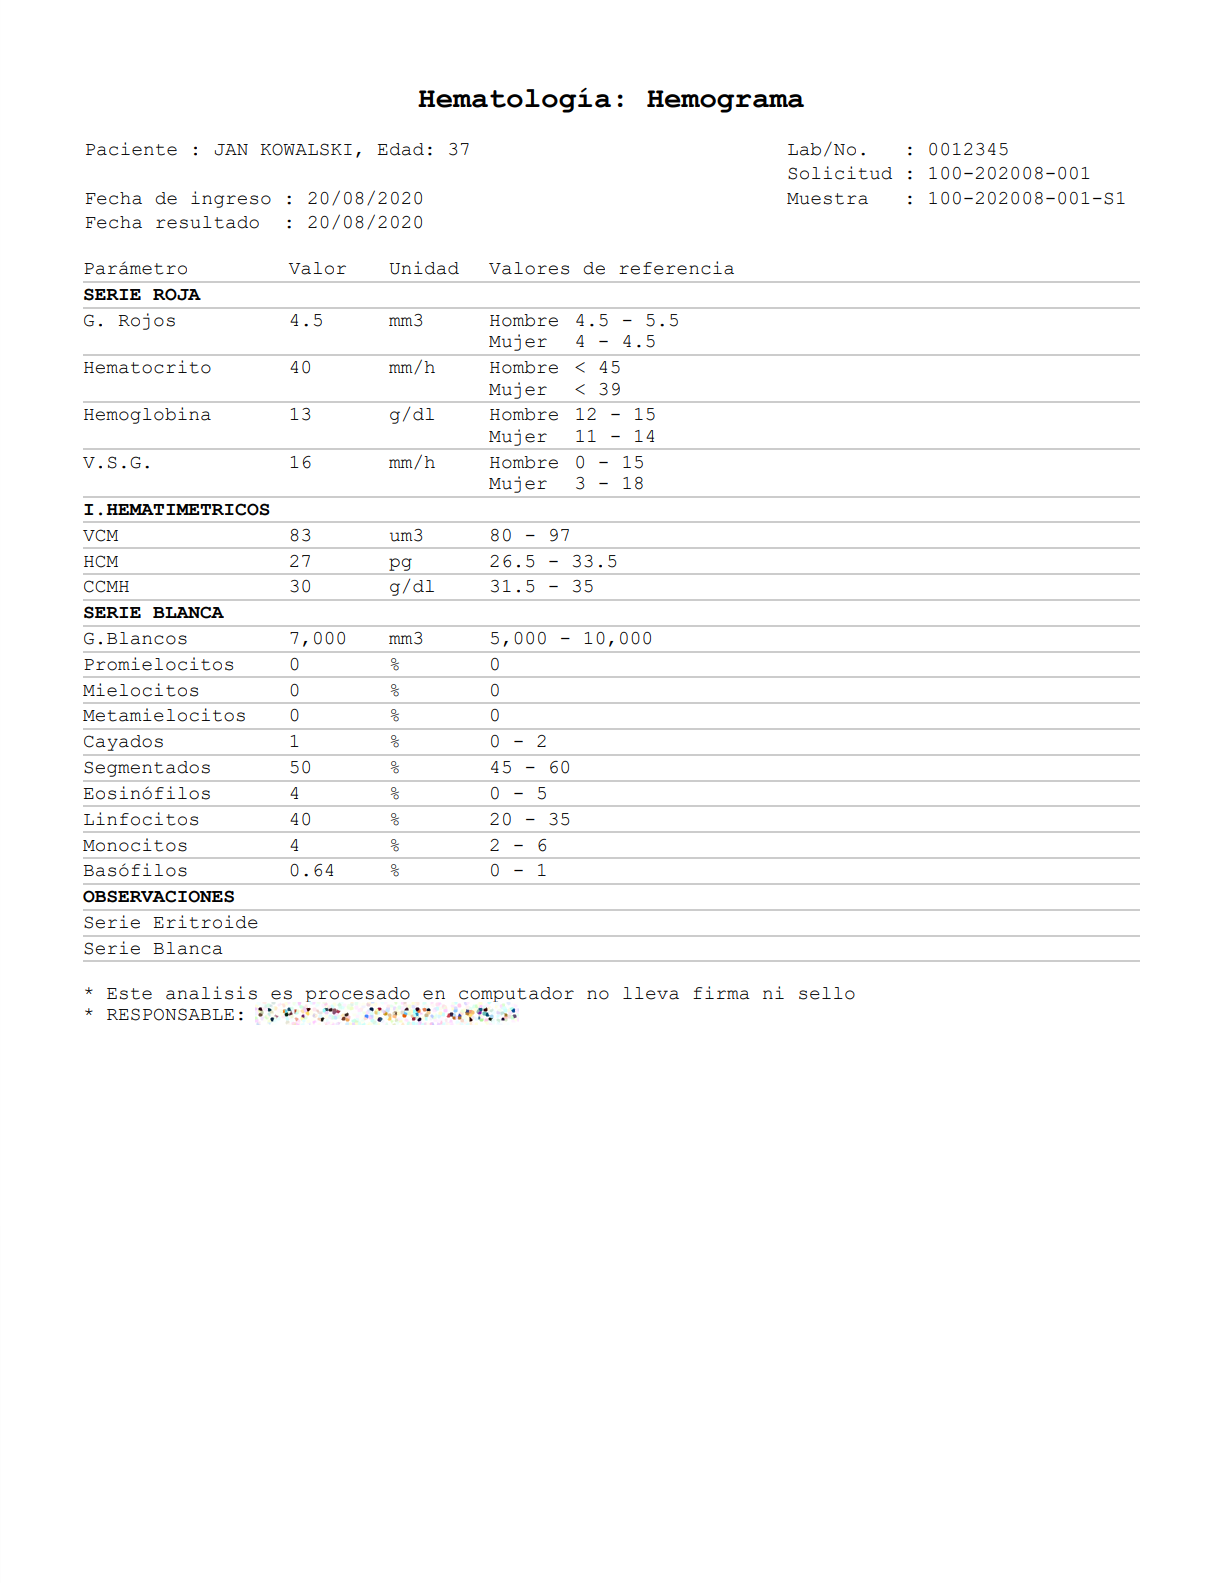 Hematología: Hemograma
Paciente : JAN KOWALSKI, Edad: 37 Lab/No. : 0012345
Solicitud : 100-202008-001
Fecha de ingreso : 20/08/2020 Muestra : 100-202008-001-S1
Fecha resultado : 20/08/2020
Parámetro Valor Unidad Valores de referencia
SERIE ROJA
G. Rojos 4.5 mm3 Hombre 4.5 - 5.5
Mujer 4 - 4.5
Hematocrito 40 mm/h Hombre < 45
Mujer < 39
Hemoglobina 13 g/dl Hombre 12 - 15
Mujer 11 - 14
V.S.G. 16 mm/h Hombre 0 - 15
Mujer 3 - 18
I.HEMATIMETRICOS
VCM 83 um3 80 - 97
HCM 27 pg 26.5 - 33.5
CCMH 30 g/dl 31.5 - 35
SERIE BLANCA
G.Blancos 7,000 mm3 5,000 - 10,000
Promielocitos 0 % 0
Mielocitos 0 % 0
Metamielocitos 0 % 0
Cayados 1 % 0 - 2
Segmentados 50 % 45 - 60
Eosinófilos 4 % 0 - 5
Linfocitos 40 % 20 - 35
Monocitos 4 % 2 - 6
Basófilos 0.64 % 0 - 1
OBSERVACIONES
Serie Eritroide
Serie Blanca
* Este analisis es procesado en computador no lleva firma ni sello
* RESPONSABLE: